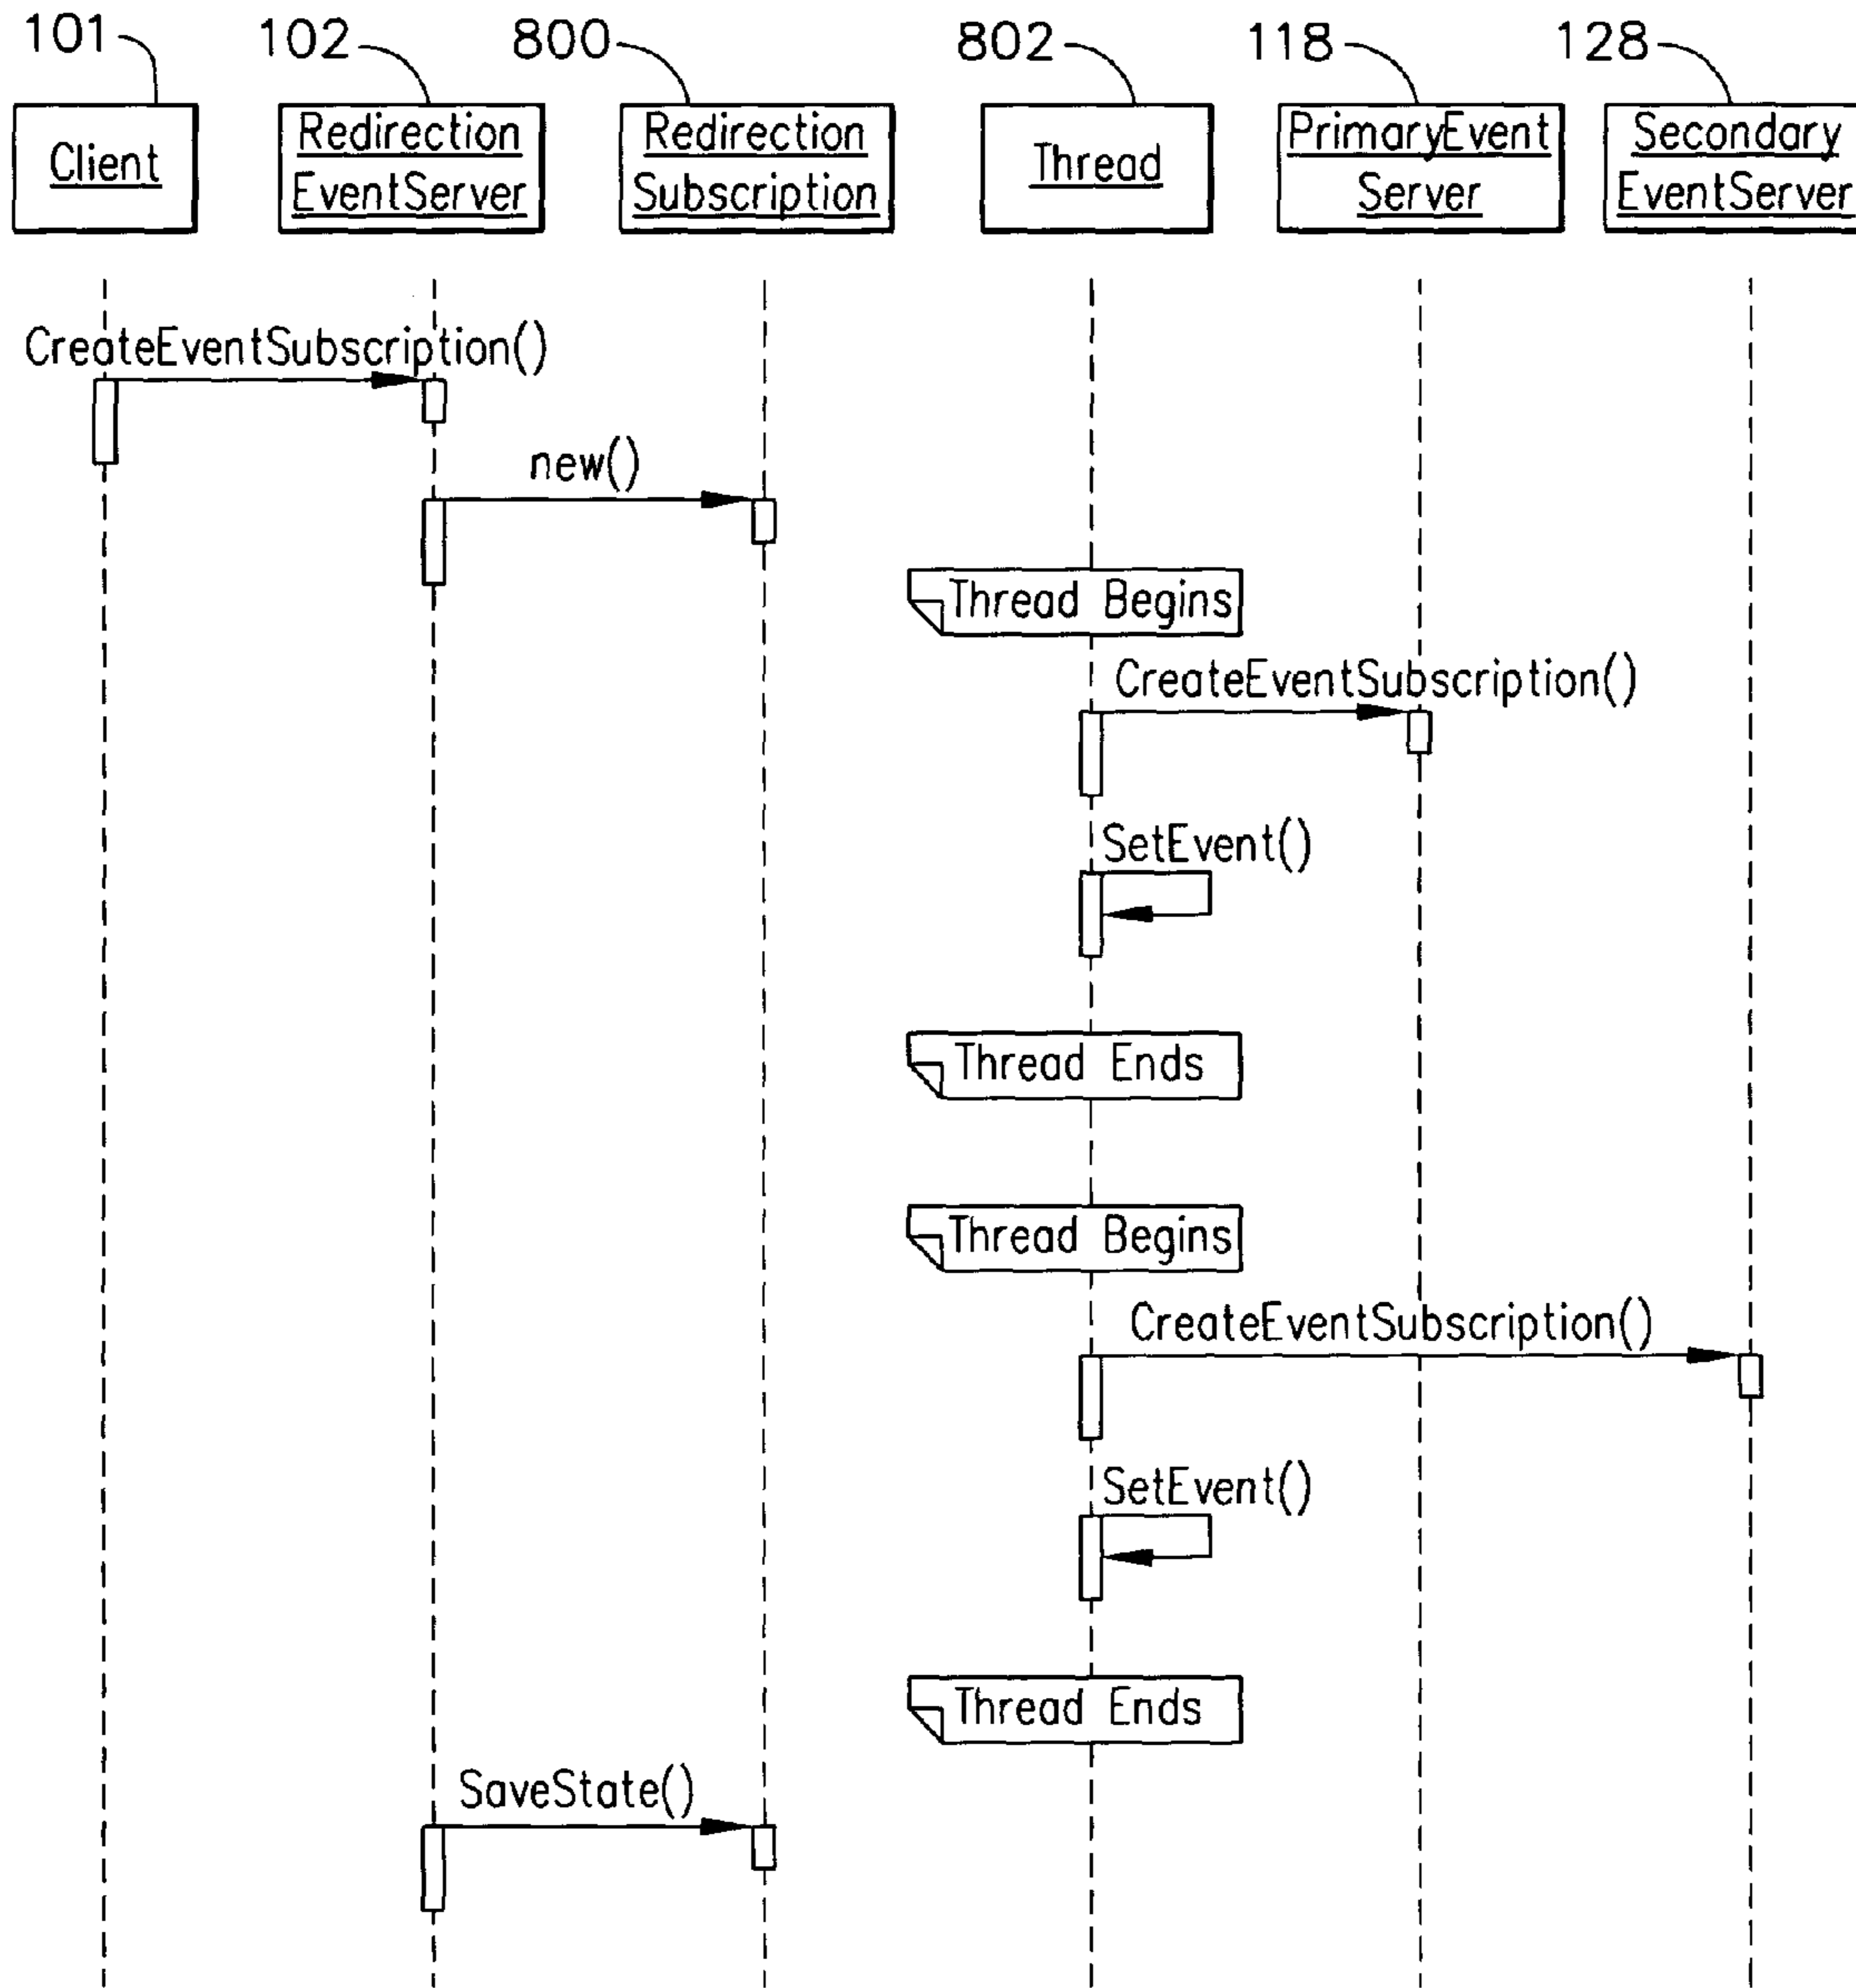 101
102
800
802
118
128
Client
Redirection
EventServer
Redirection
Subscription
Thread
PrimaryEvent
Server
Secondary
EventServer
CreateEventSubscription()
new()
Thread Begins
CreateEventSubscription()
SetEvent()
Thread Ends
Thread Begins
CreateEventSubscription()
SetEvent()
Thread Ends
SaveState()